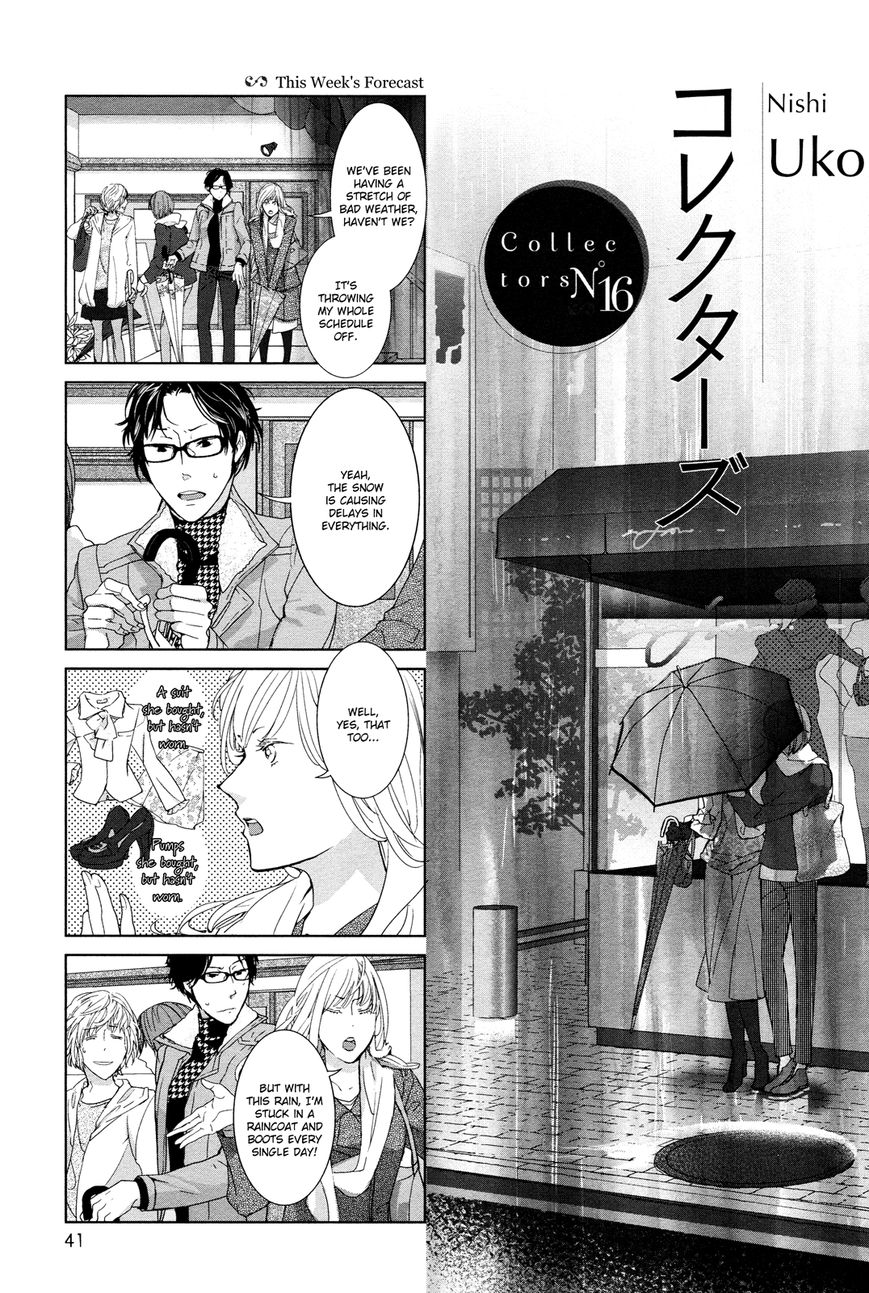 Nishi
Uko
コレクターズ
Collec
tors N°16
This Week's Forecast
WE'VE BEEN
HAVING A
STRETCH OF
BAD WEATHER,
HAVEN'T WE?
IT'S
THROWING
MY WHOLE
SCHEDULE
OFF.
YEAH,
THE SNOW
IS CAUSING
DELAYS IN
EVERYTHING.
WELL,
YES, THAT
TOO...
A suit
she bought,
but hasn't
worn.
Pumps
she bought,
but hasn't
worn.
BUT WITH
THIS RAIN, I'M
STUCK IN A
RAINCOAT AND
BOOTS EVERY
SINGLE DAY!
41